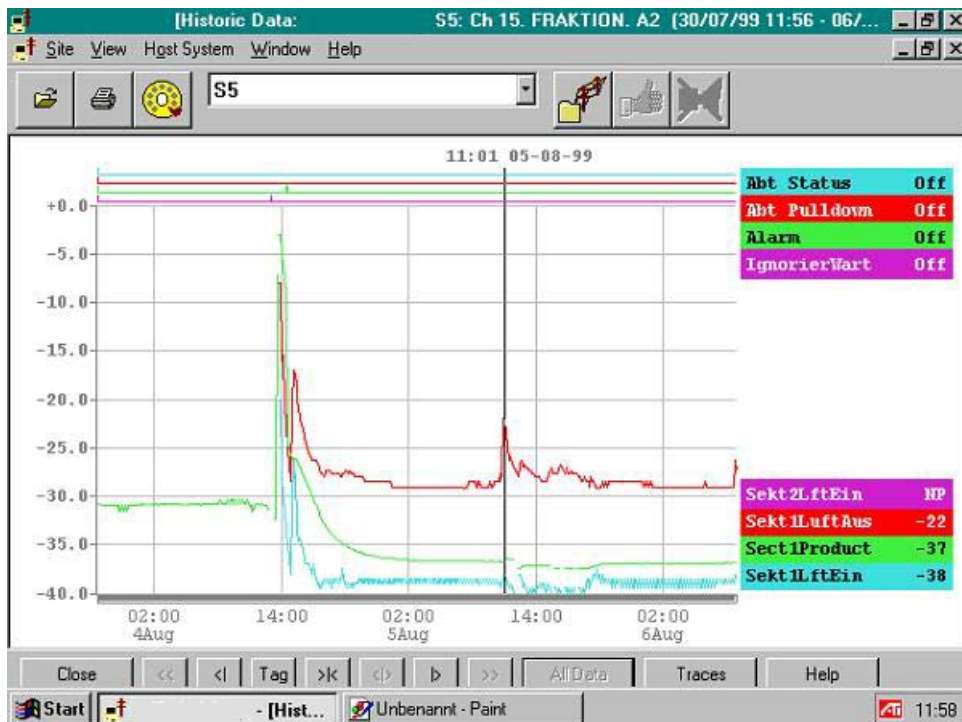 [Historic Data: S5: Ch 15. FRAKTION. A2 (30/07/99 11:56 - 06/...
Site View Host System Window Help
S5
11:01 05-08-99
Abt Status Off
Abt Pulldown Off
Alarm Off
IgnorierWart Off
+0.0
-5.0
-10.0
-15.0
-20.0
-25.0
-30.0
-35.0
-40.0
Sekt2LftEin NP
Sekt1LuftAus -22
Sect1Product -37
Sekt1LftEin -38
02:00 14:00 02:00 14:00 02:00
4Aug 5Aug 6Aug
Close << <| Tag >|< <|> |> >> All Data Traces Help
Start - [Hist... Unbenannt - Paint ATI 11:58